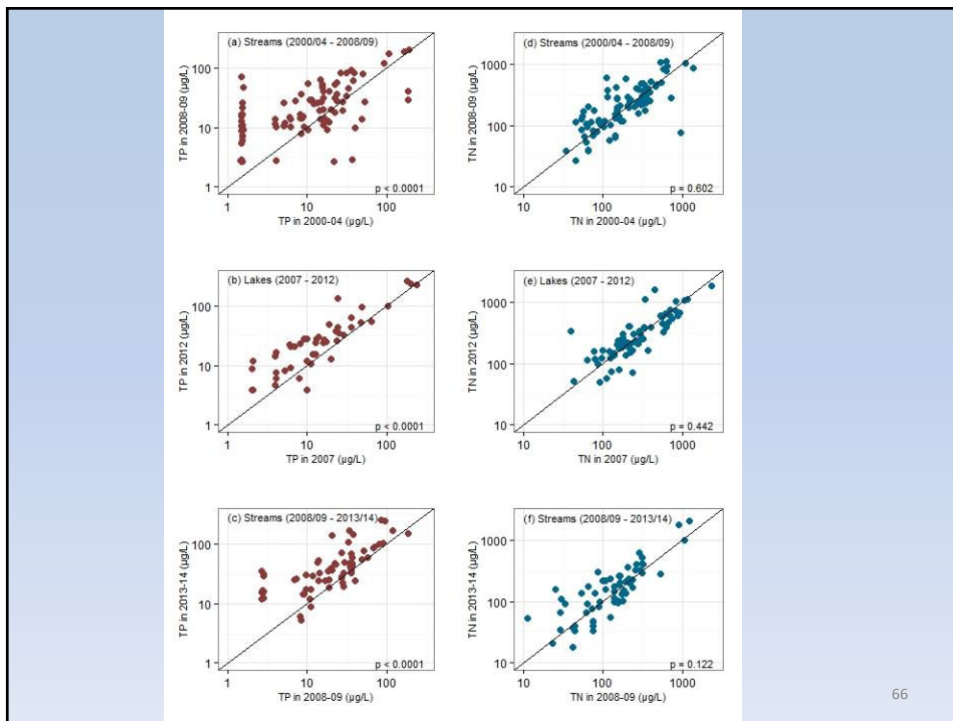 (a) Streams (2000/04 - 2008/09)
100
10
1
TP in 2008-09 (µg/L)
p < 0.0001
1 10 100
TP in 2000-04 (µg/L)
(d) Streams (2000/04 - 2008/09)
1000
100
10
TN in 2008-09 (µg/L)
p = 0.602
10 100 1000
TN in 2000-04 (µg/L)
(b) Lakes (2007 - 2012)
100
10
1
TP in 2012 (µg/L)
p < 0.0001
1 10 100
TP in 2007 (µg/L)
(e) Lakes (2007 - 2012)
1000
100
10
TN in 2012 (µg/L)
p = 0.442
10 100 1000
TN in 2007 (µg/L)
(c) Streams (2008/09 - 2013/14)
100
10
1
TP in 2013-14 (µg/L)
p < 0.0001
1 10 100
TP in 2008-09 (µg/L)
(f) Streams (2008/09 - 2013/14)
1000
100
10
TN in 2013-14 (µg/L)
p = 0.122
10 100 1000
TN in 2008-09 (µg/L)
66